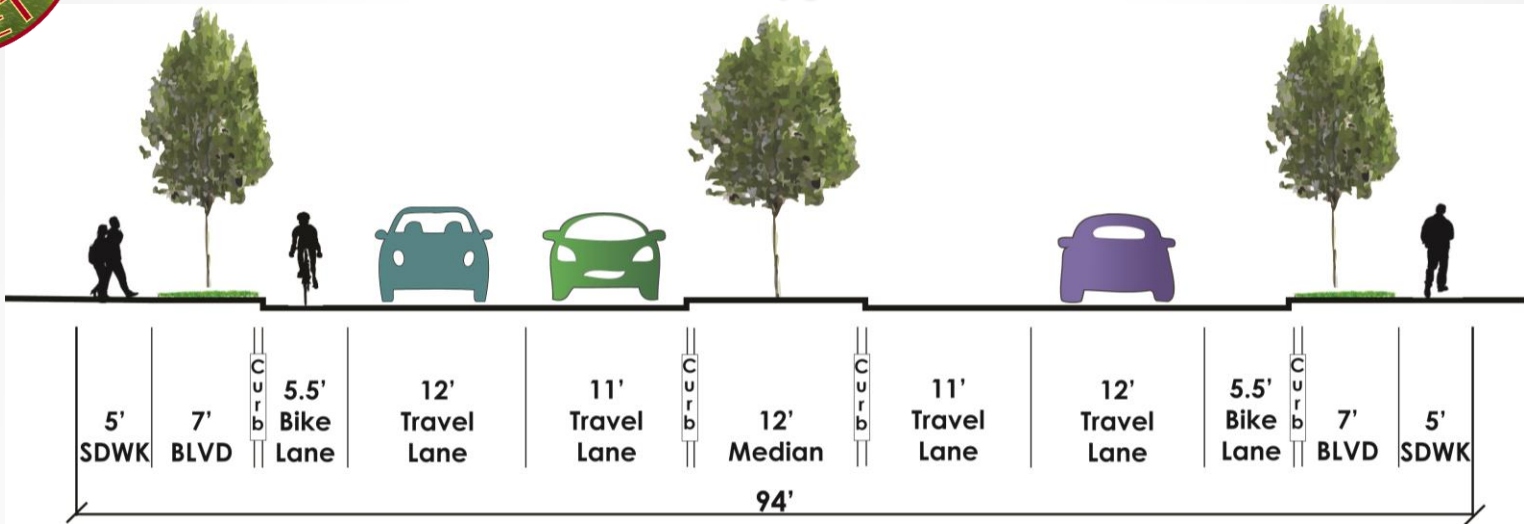 5'
SDWK
7'
BLVD
Curb
5.5'
Bike
Lane
12'
Travel
Lane
11'
Travel
Lane
Curb
12'
Median
Curb
11'
Travel
Lane
12'
Travel
Lane
5.5'
Bike
Lane
Curb
7'
BLVD
5'
SDWK
94'